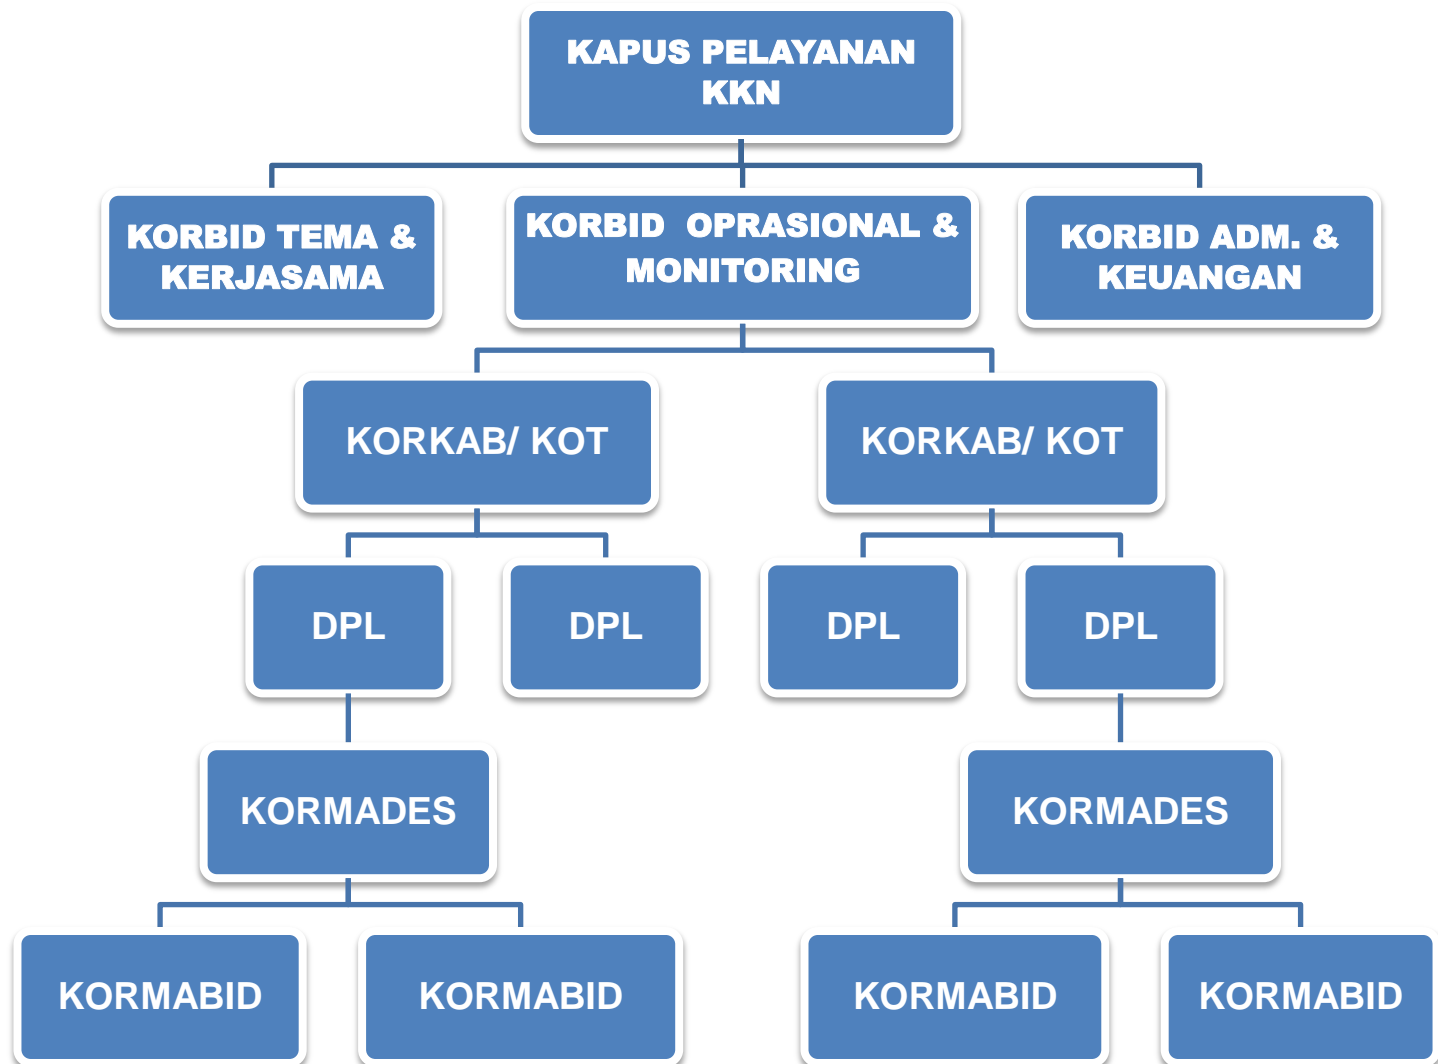 KAPUS PELAYANAN
KKN
KORBID TEMA &
KERJASAMA
KORBID OPRASIONAL &
MONITORING
KORBID ADM. &
KEUANGAN
KORKAB/ KOT
KORKAB/ KOT
DPL
DPL
DPL
DPL
KORMADES
KORMADES
KORMABID
KORMABID
KORMABID
KORMABID